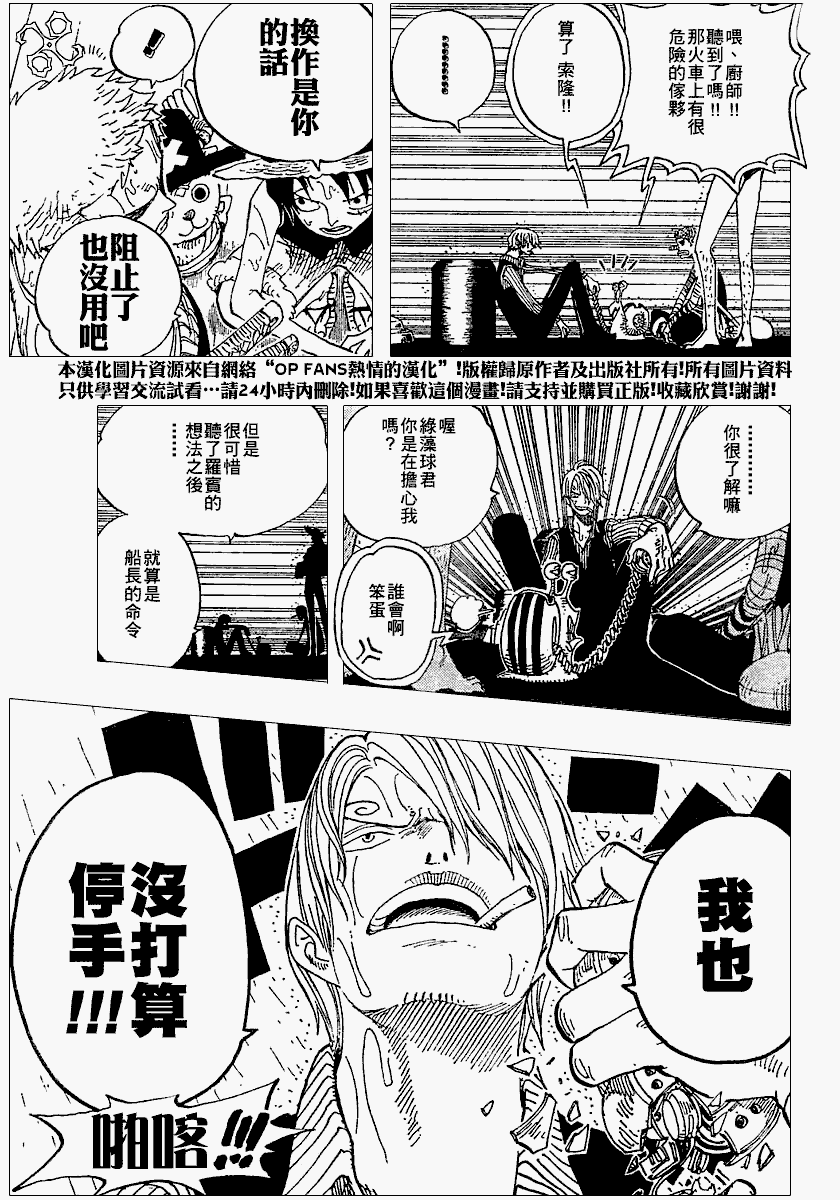 喂、廚師!!
聽到了嗎!!
那火車上有很
危險的傢夥
算了 索隆!!
…………
換作是你
的話
!
阻止了
也沒用吧
本漢化圖片資源來自網絡“OP FANS熱情的漢化”!版權歸原作者及出版社所有!所有圖片資料
只供學習交流試看…請24小時內刪除!如果喜歡這個漫畫!請支持並購買正版!收藏欣賞!謝謝!
…………
你很了解嘛
喔
綠藻球君
你是在擔心我
嗎?
誰會啊
笨蛋
但是
很可惜
聽了羅賓的
想法之後
……
就算是
船長的命令
我也
沒打算
停手!!!
啪喀!!!